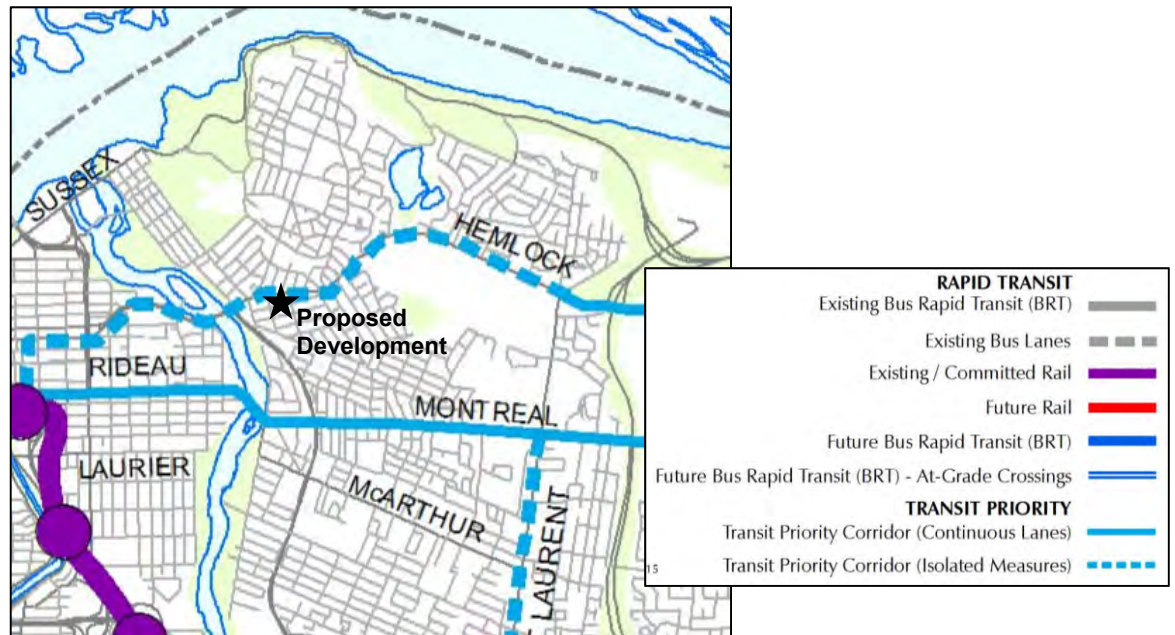 SUSSEX
HEMLOCK
Proposed
Development
RIDEAU
MONTREAL
LAURIER
McARTHUR
LAURENT
15
RAPID TRANSIT
Existing Bus Rapid Transit (BRT)
Existing Bus Lanes
Existing / Committed Rail
Future Rail
Future Bus Rapid Transit (BRT)
Future Bus Rapid Transit (BRT) - At-Grade Crossings
TRANSIT PRIORITY
Transit Priority Corridor (Continuous Lanes)
Transit Priority Corridor (Isolated Measures)